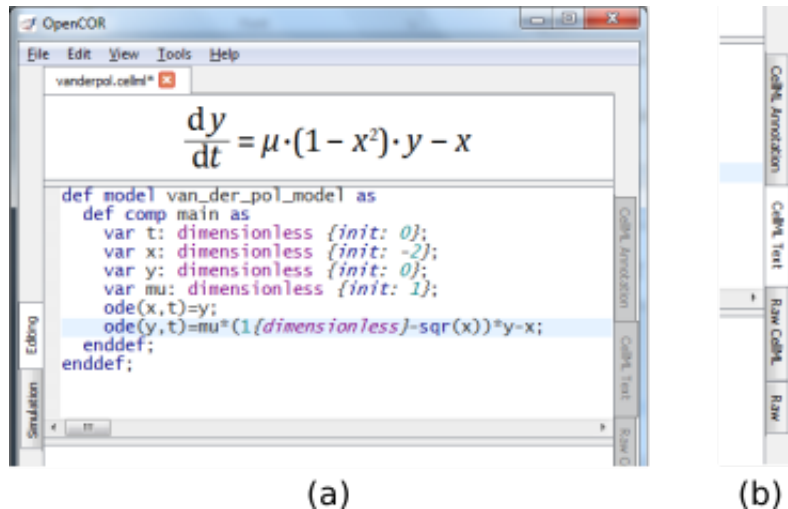 OpenCOR
File Edit View Tools Help
vanderpol.cellml*
dy/dt = μ·(1 − x²)·y − x
def model van_der_pol_model as
def comp main as
var t: dimensionless {init: 0};
var x: dimensionless {init: -2};
var y: dimensionless {init: 0};
var mu: dimensionless {init: 1};
ode(x,t)=y;
ode(y,t)=mu*(1{dimensionless}-sqr(x))*y-x;
enddef;
enddef;
Editing
Simulation
CellML Annotation
CellML Text
Raw
(a)
CellML Annotation
CellML Text
Raw CellML
Raw
(b)